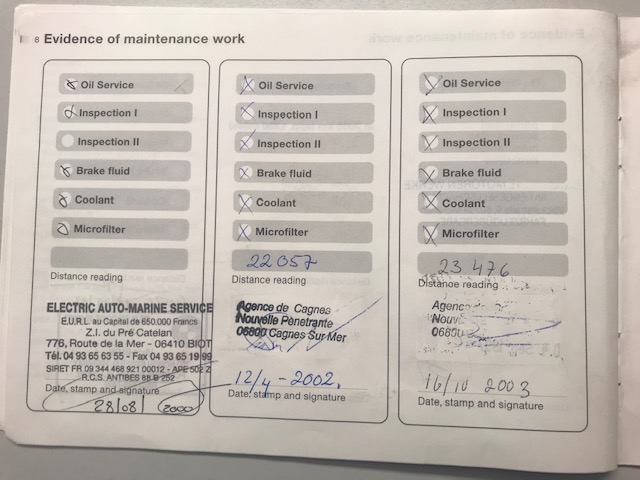 8 Evidence of maintenance work
Oil Service
Inspection I
Inspection II
Brake fluid
Coolant
Microfilter
Distance reading
ELECTRIC AUTO-MARINE SERVICE
E.U.R.L. au Capital de 650.000 Francs
Z.I. du Pré Catelan
776, Route de la Mer - 06410 BIOT
Tél. 04 93 65 63 55 - Fax 04 93 65 19 99
SIRET FR 09 344 468 921 00012 - APE 502 Z
R.C.S. ANTIBES 88 B 252
Date, stamp and signature
28/08/2000
Oil Service
Inspection I
Inspection II
Brake fluid
Coolant
Microfilter
22057
Distance reading
Agence de Cagnes
Nouvelle Pénétrante
06800 Cagnes Sur Mer
12/4-2002.
Date, stamp and signature
Oil Service
Inspection I
Inspection II
Brake fluid
Coolant
Microfilter
23 476
Distance reading
Agence
Nouv
0680
16/10 2003
Date, stamp and signature